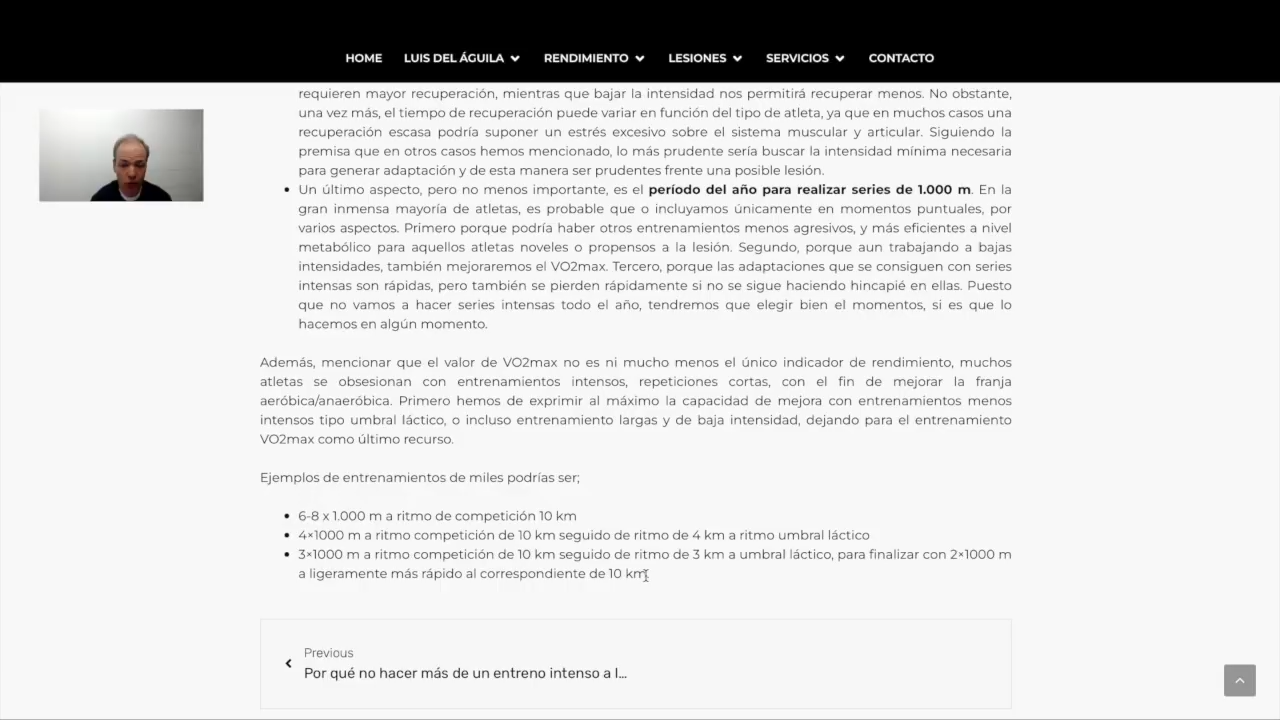 HOME LUIS DEL ÁGUILA RENDIMIENTO LESIONES SERVICIOS CONTACTO
requieren mayor recuperación, mientras que bajar la intensidad nos permitirá recuperar menos. No obstante,
una vez más, el tiempo de recuperación puede variar en función del tipo de atleta, ya que en muchos casos una
recuperación escasa podría suponer un estrés excesivo sobre el sistema muscular y articular. Siguiendo la
premisa que en otros casos hemos mencionado, lo más prudente sería buscar la intensidad mínima necesaria
para generar adaptación y de esta manera ser prudentes frente una posible lesión.
• Un último aspecto, pero no menos importante, es el período del año para realizar series de 1.000 m. En la
gran inmensa mayoría de atletas, es probable que o incluyamos únicamente en momentos puntuales, por
varios aspectos. Primero porque podría haber otros entrenamientos menos agresivos, y más eficientes a nivel
metabólico para aquellos atletas noveles o propensos a la lesión. Segundo, porque aun trabajando a bajas
intensidades, también mejoraremos el VO2max. Tercero, porque las adaptaciones que se consiguen con series
intensas son rápidas, pero también se pierden rápidamente si no se sigue haciendo hincapié en ellas. Puesto
que no vamos a hacer series intensas todo el año, tendremos que elegir bien el momentos, si es que lo
hacemos en algún momento.
Además, mencionar que el valor de VO2max no es ni mucho menos el único indicador de rendimiento, muchos
atletas se obsesionan con entrenamientos intensos, repeticiones cortas, con el fin de mejorar la franja
aeróbica/anaeróbica. Primero hemos de exprimir al máximo la capacidad de mejora con entrenamientos menos
intensos tipo umbral láctico, o incluso entrenamiento largas y de baja intensidad, dejando para el entrenamiento
VO2max como último recurso.
Ejemplos de entrenamientos de miles podrías ser;
• 6-8 x 1.000 m a ritmo de competición 10 km
• 4×1000 m a ritmo competición de 10 km seguido de ritmo de 4 km a ritmo umbral láctico
• 3×1000 m a ritmo competición de 10 km seguido de ritmo de 3 km a umbral láctico, para finalizar con 2×1000 m
a ligeramente más rápido al correspondiente de 10 km.
Previous
Por qué no hacer más de un entreno intenso a l...